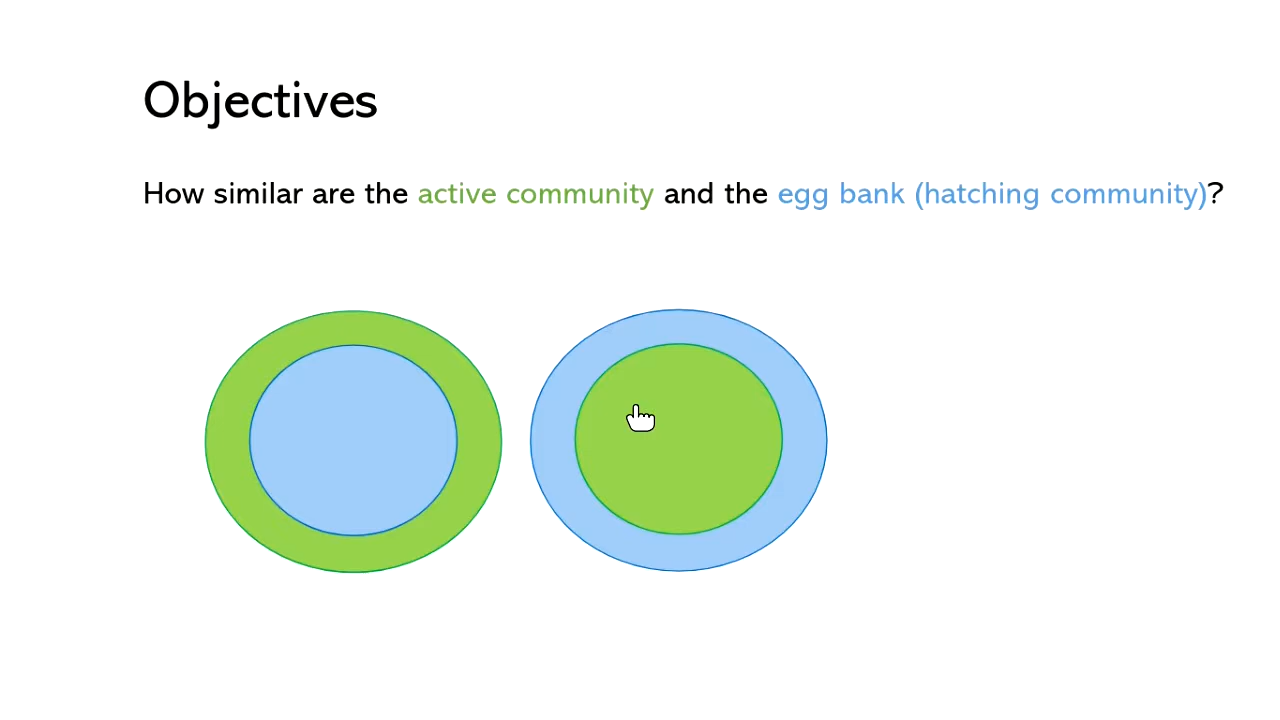 Objectives
How similar are the active community and the egg bank (hatching community)?